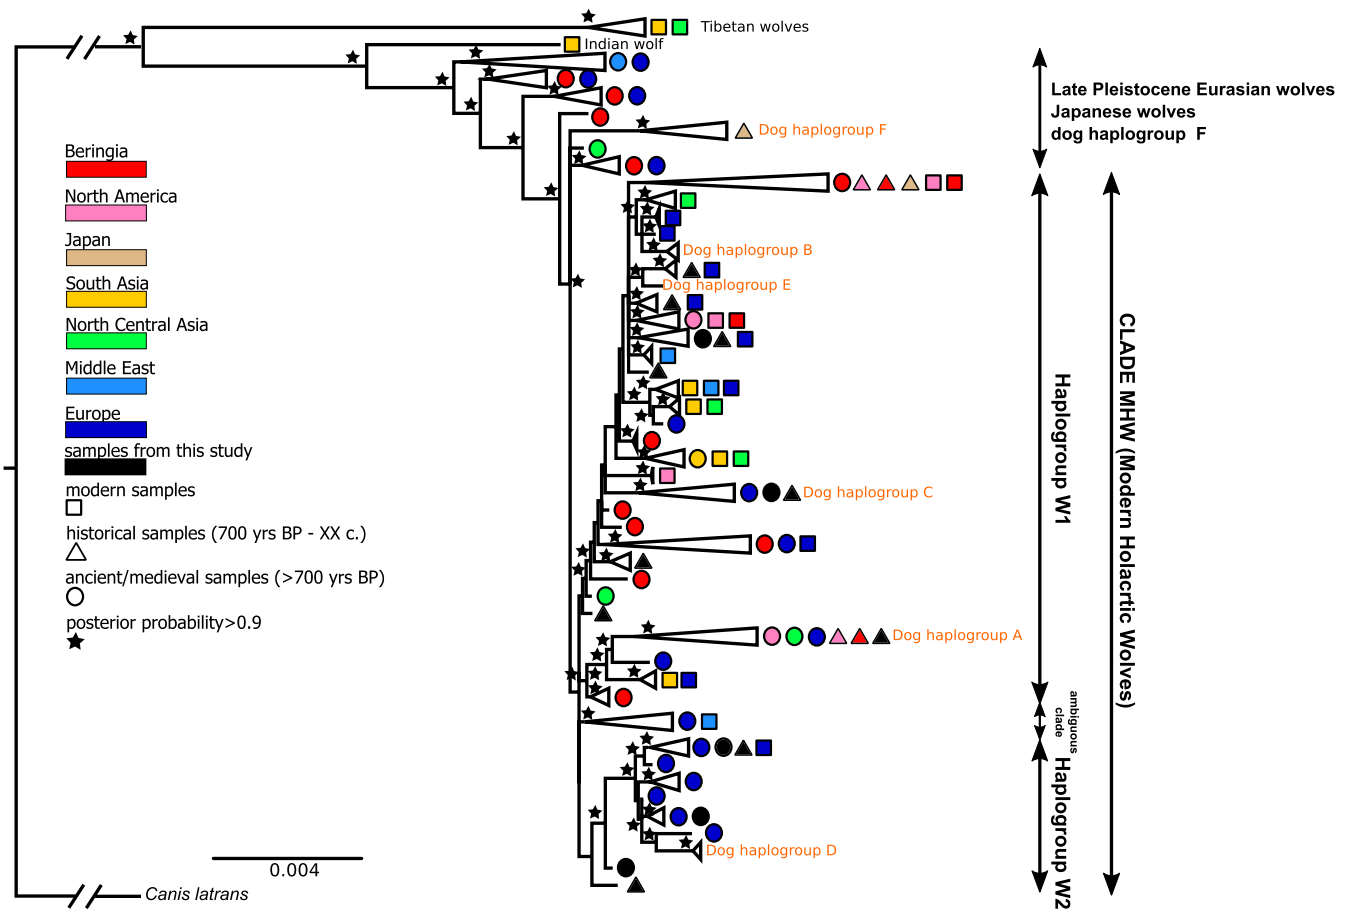 Tibetan wolves
Indian wolf
Late Pleistocene Eurasian wolves
Japanese wolves
dog haplogroup F
Dog haplogroup F
Beringia
North America
Japan
South Asia
North Central Asia
Middle East
Europe
samples from this study
modern samples
historical samples (700 yrs BP - XX c.)
ancient/medieval samples (>700 yrs BP)
posterior probability>0.9
Dog haplogroup B
Dog haplogroup E
Dog haplogroup C
Dog haplogroup A
Dog haplogroup D
Haplogroup W1
CLADE MHW (Modern Holacrtic Wolves)
ambiguous
clade
Haplogroup W2
0.004
Canis latrans